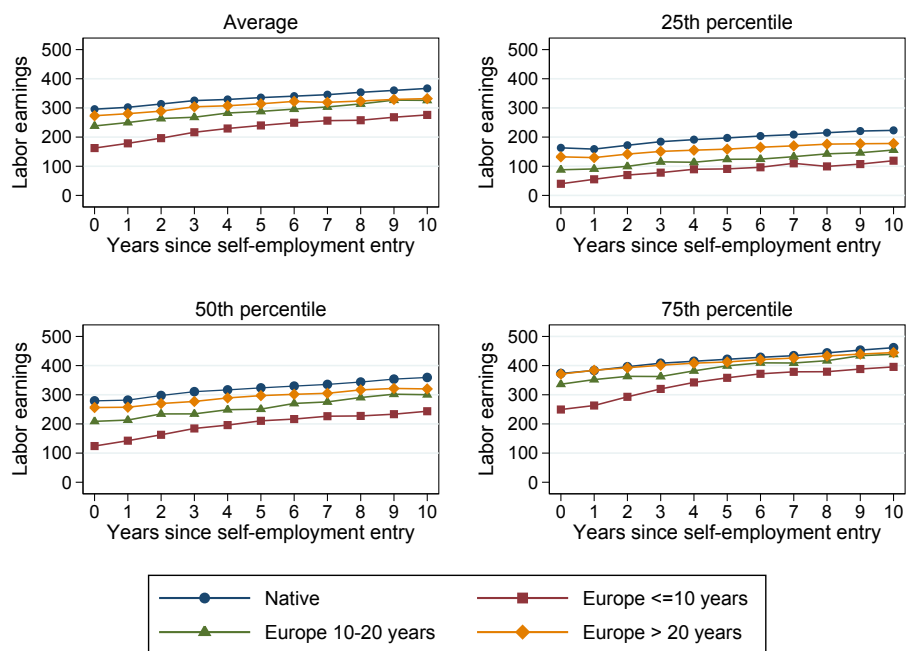 Average
500
400
300
200
100
0
Labor earnings
0 1 2 3 4 5 6 7 8 9 10
Years since self-employment entry
25th percentile
500
400
300
200
100
0
Labor earnings
0 1 2 3 4 5 6 7 8 9 10
Years since self-employment entry
50th percentile
500
400
300
200
100
0
Labor earnings
0 1 2 3 4 5 6 7 8 9 10
Years since self-employment entry
75th percentile
500
400
300
200
100
0
Labor earnings
0 1 2 3 4 5 6 7 8 9 10
Years since self-employment entry
Native
Europe <=10 years
Europe 10-20 years
Europe > 20 years